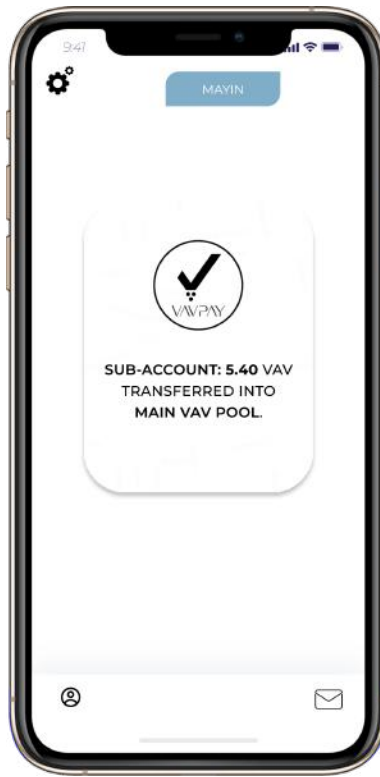 9:41
MAYIN
VAVPAY
SUB-ACCOUNT: 5.40 VAV
TRANSFERRED INTO
MAIN VAV POOL.